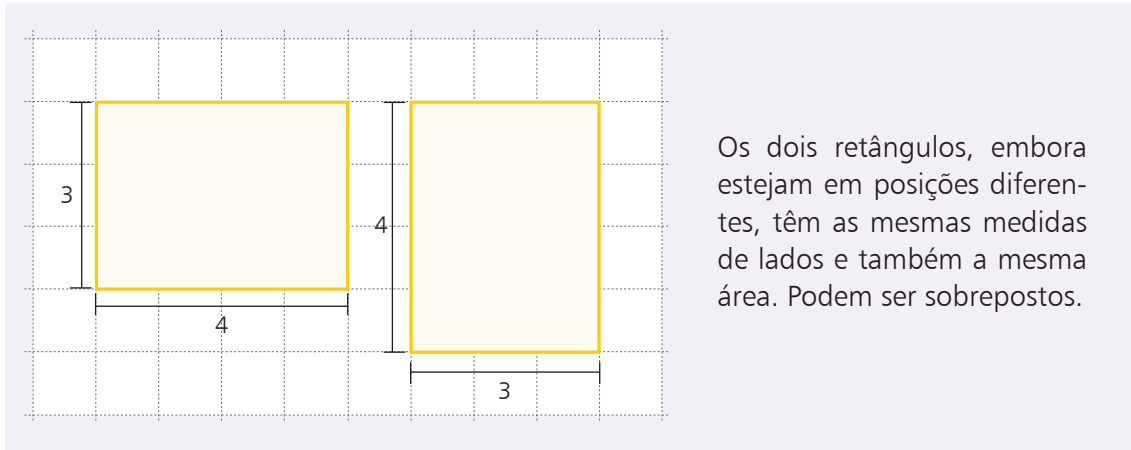 3
4
4
3
Os dois retângulos, embora
estejam em posições diferen-
tes, têm as mesmas medidas
de lados e também a mesma
área. Podem ser sobrepostos.